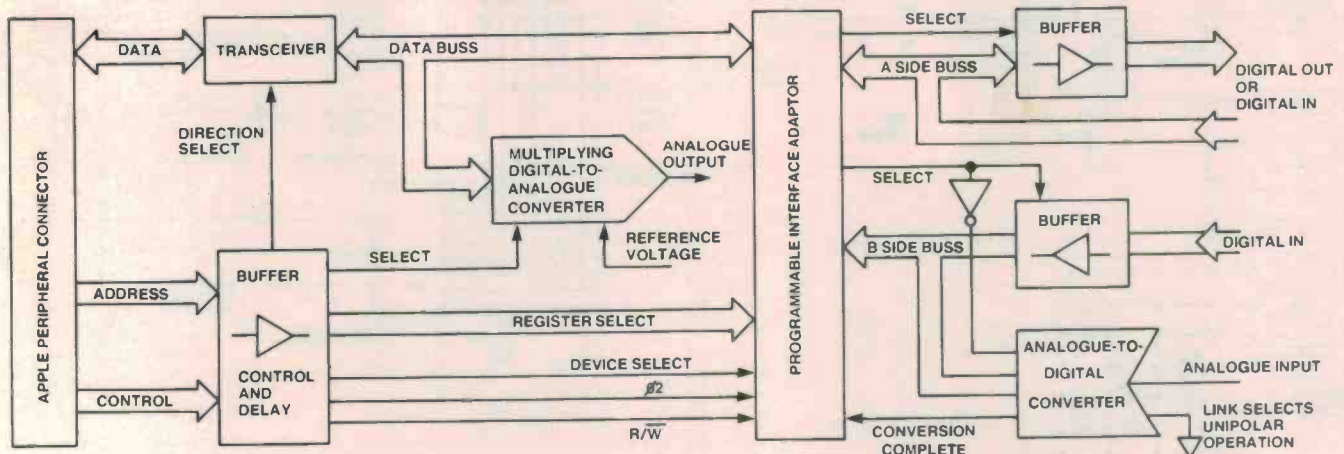 APPLE PERIPHERAL CONNECTOR
DATA
TRANSCEIVER
DATA BUSS
DIRECTION
SELECT
MULTIPLYING
DIGITAL-TO-
ANALOGUE
CONVERTER
ANALOGUE
OUTPUT
REFERENCE
VOLTAGE
SELECT
ADDRESS
CONTROL
BUFFER
CONTROL
AND
DELAY
REGISTER SELECT
DEVICE SELECT
ø2
R/W̅
PROGRAMMABLE INTERFACE ADAPTOR
SELECT
A SIDE BUSS
BUFFER
DIGITAL OUT
OR
DIGITAL IN
SELECT
BUFFER
B SIDE BUSS
DIGITAL IN
ANALOGUE-TO-
DIGITAL
CONVERTER
ANALOGUE INPUT
LINK SELECTS
UNIPOLAR
OPERATION
CONVERSION
COMPLETE